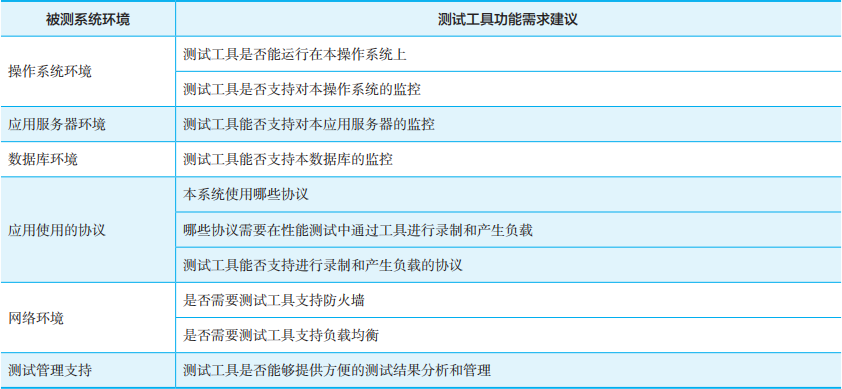 被测系统环境 测试工具功能需求建议
操作系统环境
测试工具是否能运行在本操作系统上
测试工具是否支持对本操作系统的监控
应用服务器环境 测试工具能否支持对本应用服务器的监控
数据库环境 测试工具能否支持本数据库的监控
应用使用的协议
本系统使用哪些协议
哪些协议需要在性能测试中通过工具进行录制和产生负载
测试工具能否支持进行录制和产生负载的协议
网络环境
是否需要测试工具支持防火墙
是否需要测试工具支持负载均衡
测试管理支持 测试工具是否能够提供方便的测试结果分析和管理